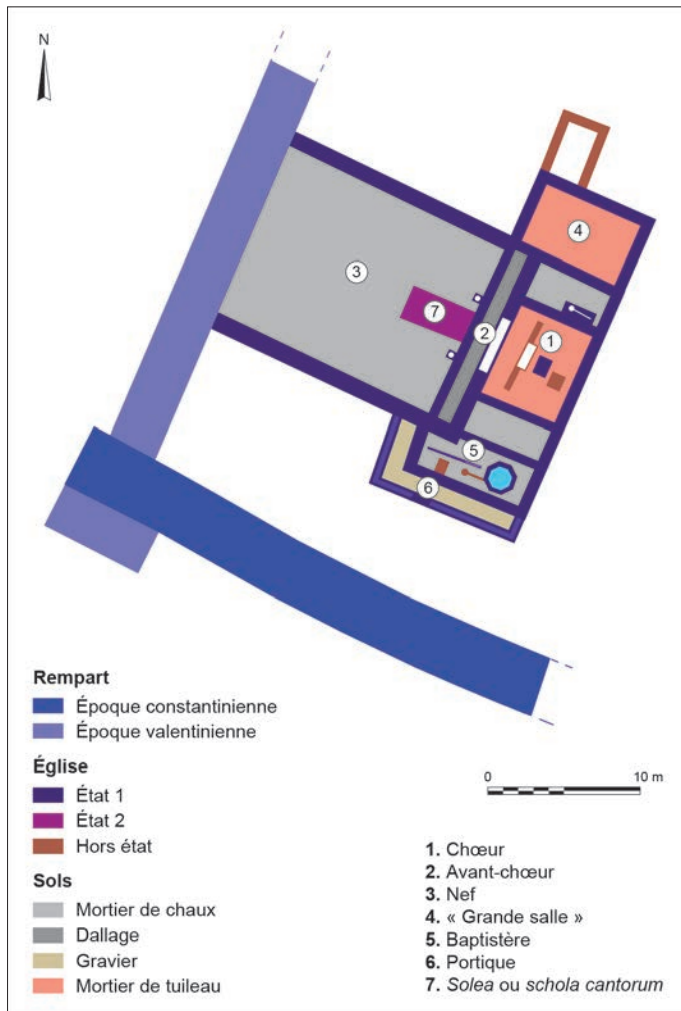 N
4
3
7
2
1
5
6
Rempart
Époque constantinienne
Époque valentinienne
Église
État 1
État 2
Hors état
Sols
Mortier de chaux
Dallage
Gravier
Mortier de tuileau
0 10 m
1. Chœur
2. Avant-chœur
3. Nef
4. « Grande salle »
5. Baptistère
6. Portique
7. Solea ou schola cantorum